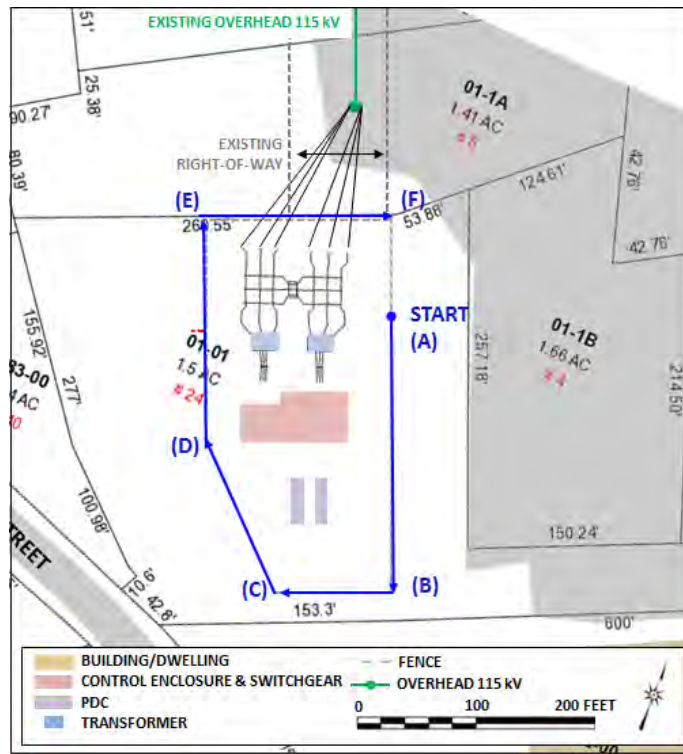 51'
EXISTING OVERHEAD 115 kV
25.38'
90.27'
01-1A
1.41 AC
EXISTING
RIGHT-OF-WAY
42.76'
124.61'
80.39'
(E)
(F)
53.88'
42.76'
START
(A)
155.92'
277'
01-01
1.5 AC
#24
257.18'
01-1B
1.66 AC
#4
214.50'
33-00
4 AC
(D)
100.98'
150.24'
STREET
10.6'
42.8'
(C)
(B)
153.3'
600'
BUILDING/DWELLING
CONTROL ENCLOSURE & SWITCHGEAR
PDC
TRANSFORMER
FENCE
OVERHEAD 115 kV
0 100 200 FEET